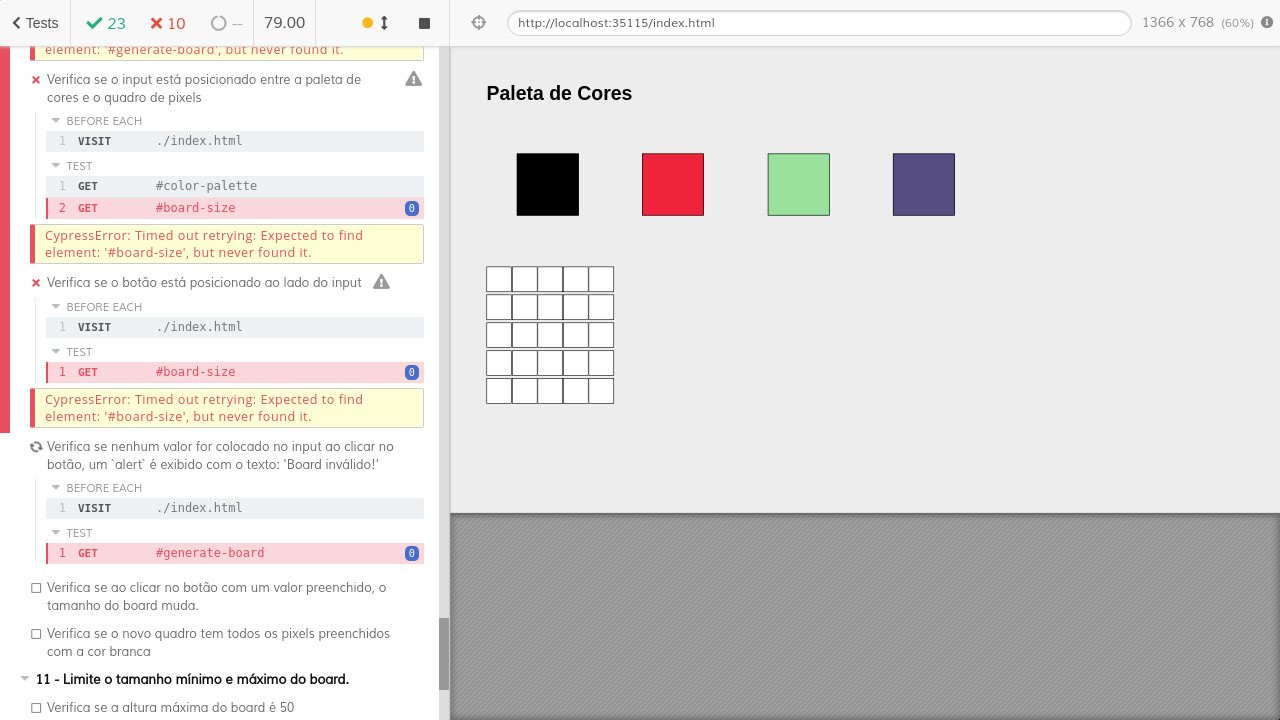 Tests 23 10 -- 79.00
http://localhost:35115/index.html 1366 x 768 (60%)
element: '#generate-board', but never found it.
Verifica se o input está posicionado entre a paleta de
cores e o quadro de pixels
BEFORE EACH
1 VISIT ./index.html
TEST
1 GET #color-palette
2 GET #board-size 0
CypressError: Timed out retrying: Expected to find
element: '#board-size', but never found it.
Verifica se o botão está posicionado ao lado do input
BEFORE EACH
1 VISIT ./index.html
TEST
1 GET #board-size 0
CypressError: Timed out retrying: Expected to find
element: '#board-size', but never found it.
Verifica se nenhum valor for colocado no input ao clicar no
botão, um `alert` é exibido com o texto: 'Board inválido!'
BEFORE EACH
1 VISIT ./index.html
TEST
1 GET #generate-board 0
Verifica se ao clicar no botão com um valor preenchido, o
tamanho do board muda.
Verifica se o novo quadro tem todos os pixels preenchidos
com a cor branca
11 - Limite o tamanho mínimo e máximo do board.
Verifica se a altura máxima do board é 50
Paleta de Cores